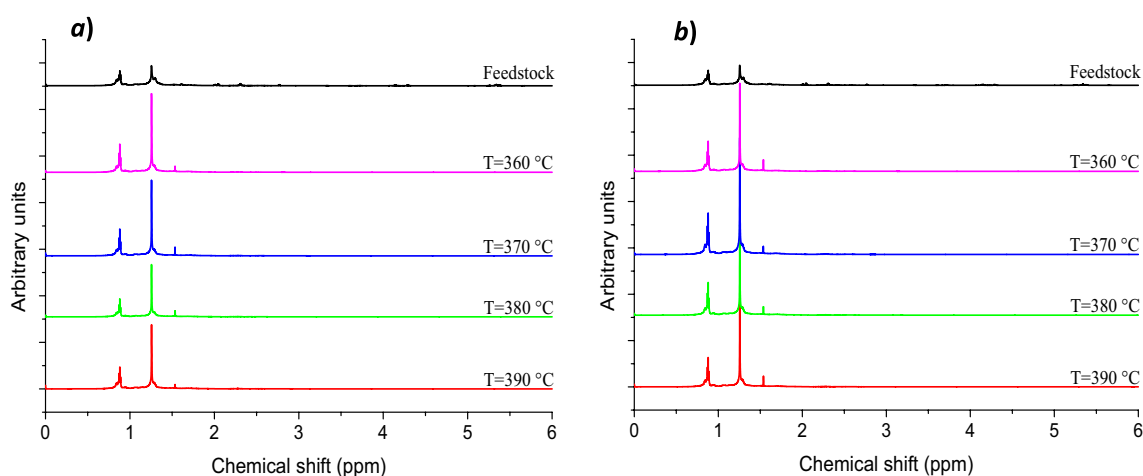 a)
Feedstock
T=360 °C
T=370 °C
T=380 °C
T=390 °C
Arbitrary units
0 1 2 3 4 5 6
Chemical shift (ppm)
b)
Feedstock
T=360 °C
T=370 °C
T=380 °C
T=390 °C
Arbitrary units
0 1 2 3 4 5 6
Chemical shift (ppm)